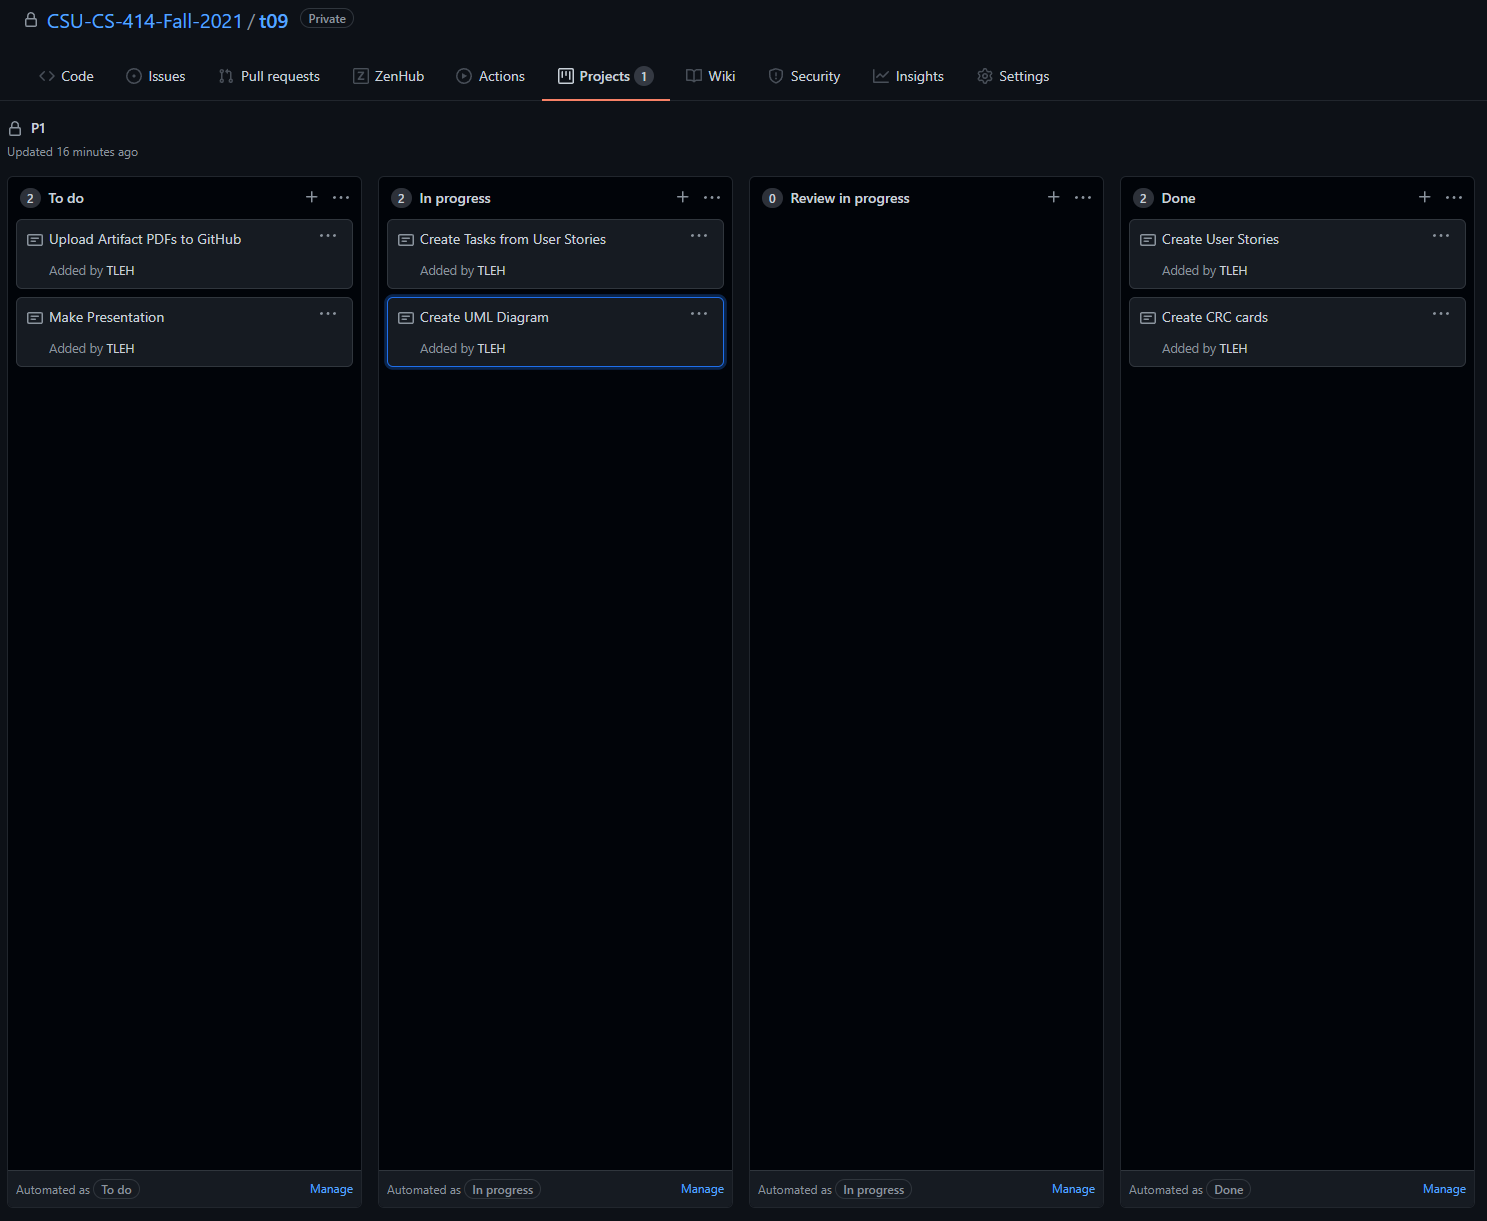 CSU-CS-414-Fall-2021 / t09 Private
Code Issues Pull requests ZenHub Actions Projects 1 Wiki Security Insights Settings
P1
Updated 16 minutes ago
2 To do
Upload Artifact PDFs to GitHub
Added by TLEH
Make Presentation
Added by TLEH
Automated as To do Manage
2 In progress
Create Tasks from User Stories
Added by TLEH
Create UML Diagram
Added by TLEH
Automated as In progress Manage
0 Review in progress
Automated as In progress Manage
2 Done
Create User Stories
Added by TLEH
Create CRC cards
Added by TLEH
Automated as Done Manage